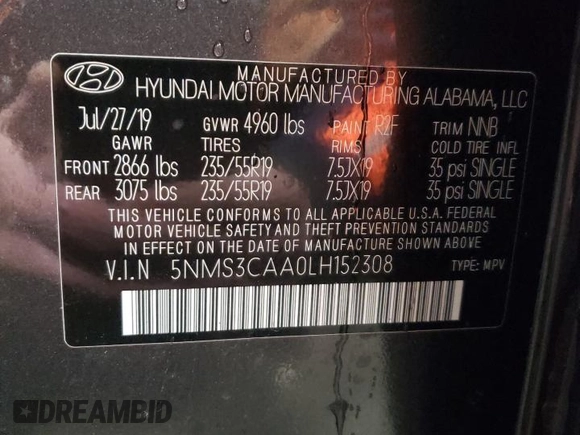 MANUFACTURED BY
HYUNDAI MOTOR MANUFACTURING ALABAMA, LLC
Jul/27/19 GVWR 4960 lbs PAINT R2F TRIM NNB
GAWR TIRES RIMS COLD TIRE INFL
FRONT 2866 lbs 235/55R19 7.5JX19 35 psi SINGLE
REAR 3075 lbs 235/55R19 7.5JX19 35 psi SINGLE
THIS VEHICLE CONFORMS TO ALL APPLICABLE U.S.A. FEDERAL
MOTOR VEHICLE SAFETY AND THEFT PREVENTION STANDARDS
IN EFFECT ON THE DATE OF MANUFACTURE SHOWN ABOVE.
V.I.N 5NMS3CAA0LH152308 TYPE: MPV
DREAMBID